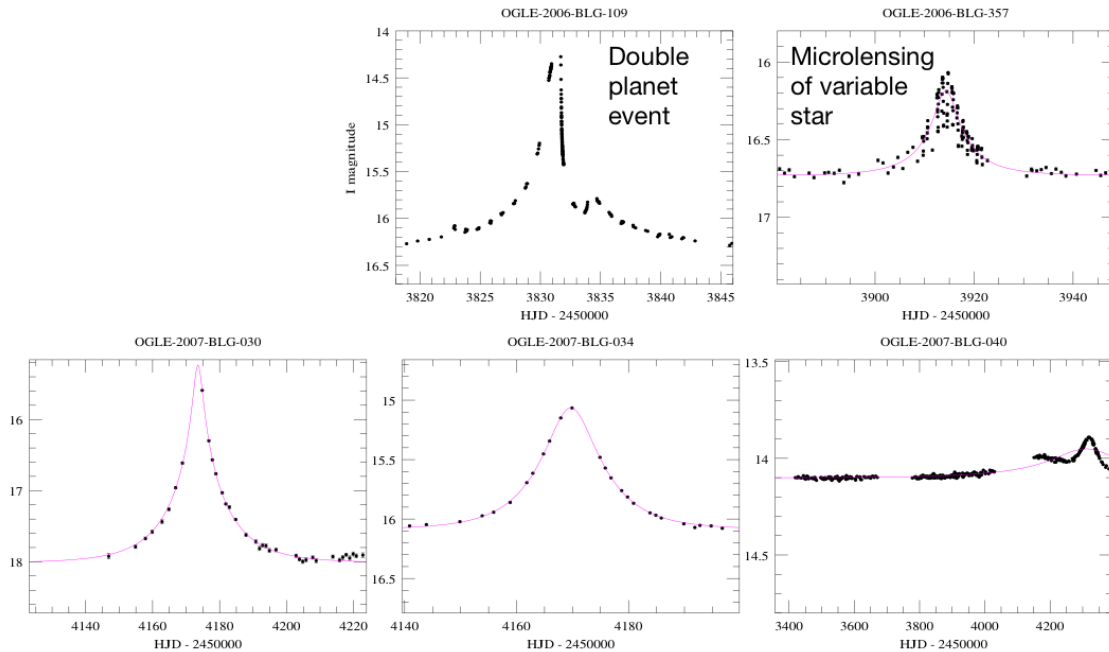 OGLE-2006-BLG-109
14
14.5
15
15.5
16
16.5
I magnitude
Double
planet
event
3820 3825 3830 3835 3840 3845
HJD - 2450000
OGLE-2006-BLG-357
16
16.5
17
Microlensing
of variable
star
3900 3920 3940
HJD - 2450000
OGLE-2007-BLG-030
16
17
18
4140 4160 4180 4200 4220
HJD - 2450000
OGLE-2007-BLG-034
15
15.5
16
16.5
4140 4160 4180
HJD - 2450000
OGLE-2007-BLG-040
13.5
14
14.5
3400 3600 3800 4000 4200
HJD - 2450000